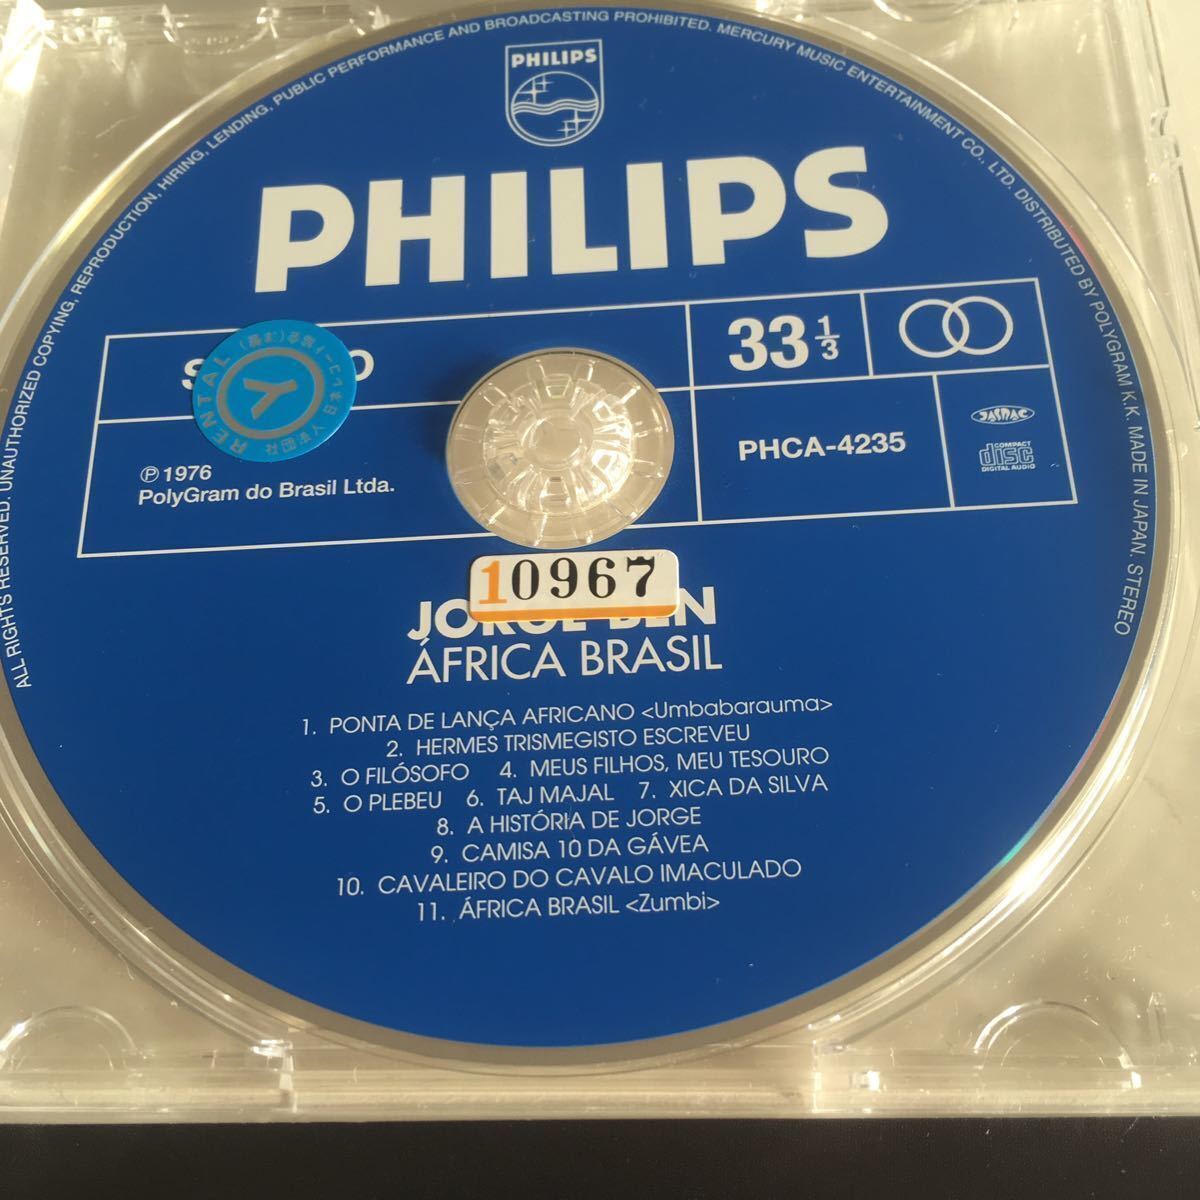 ALL RIGHTS RESERVED. UNAUTHORIZED COPYING, REPRODUCTION, HIRING, LENDING, PUBLIC PERFORMANCE AND BROADCASTING PROHIBITED. MERCURY MUSIC ENTERTAINMENT CO., LTD. DISTRIBUTED BY POLYGRAM K.K. MADE IN JAPAN. STEREO
PHILIPS
PHILIPS
33 1/3
RENTAL
Y
PHCA-4235
JASRAC
COMPACT
disc
DIGITAL AUDIO
Ⓟ 1976
PolyGram do Brasil Ltda.
10967
JORGE BEN
ÁFRICA BRASIL
1. PONTA DE LANÇA AFRICANO <Umbabarauma>
2. HERMES TRISMEGISTO ESCREVEU
3. O FILÓSOFO 4. MEUS FILHOS, MEU TESOURO
5. O PLEBEU 6. TAJ MAJAL 7. XICA DA SILVA
8. A HISTÓRIA DE JORGE
9. CAMISA 10 DA GÁVEA
10. CAVALEIRO DO CAVALO IMACULADO
11. ÁFRICA BRASIL <Zumbi>